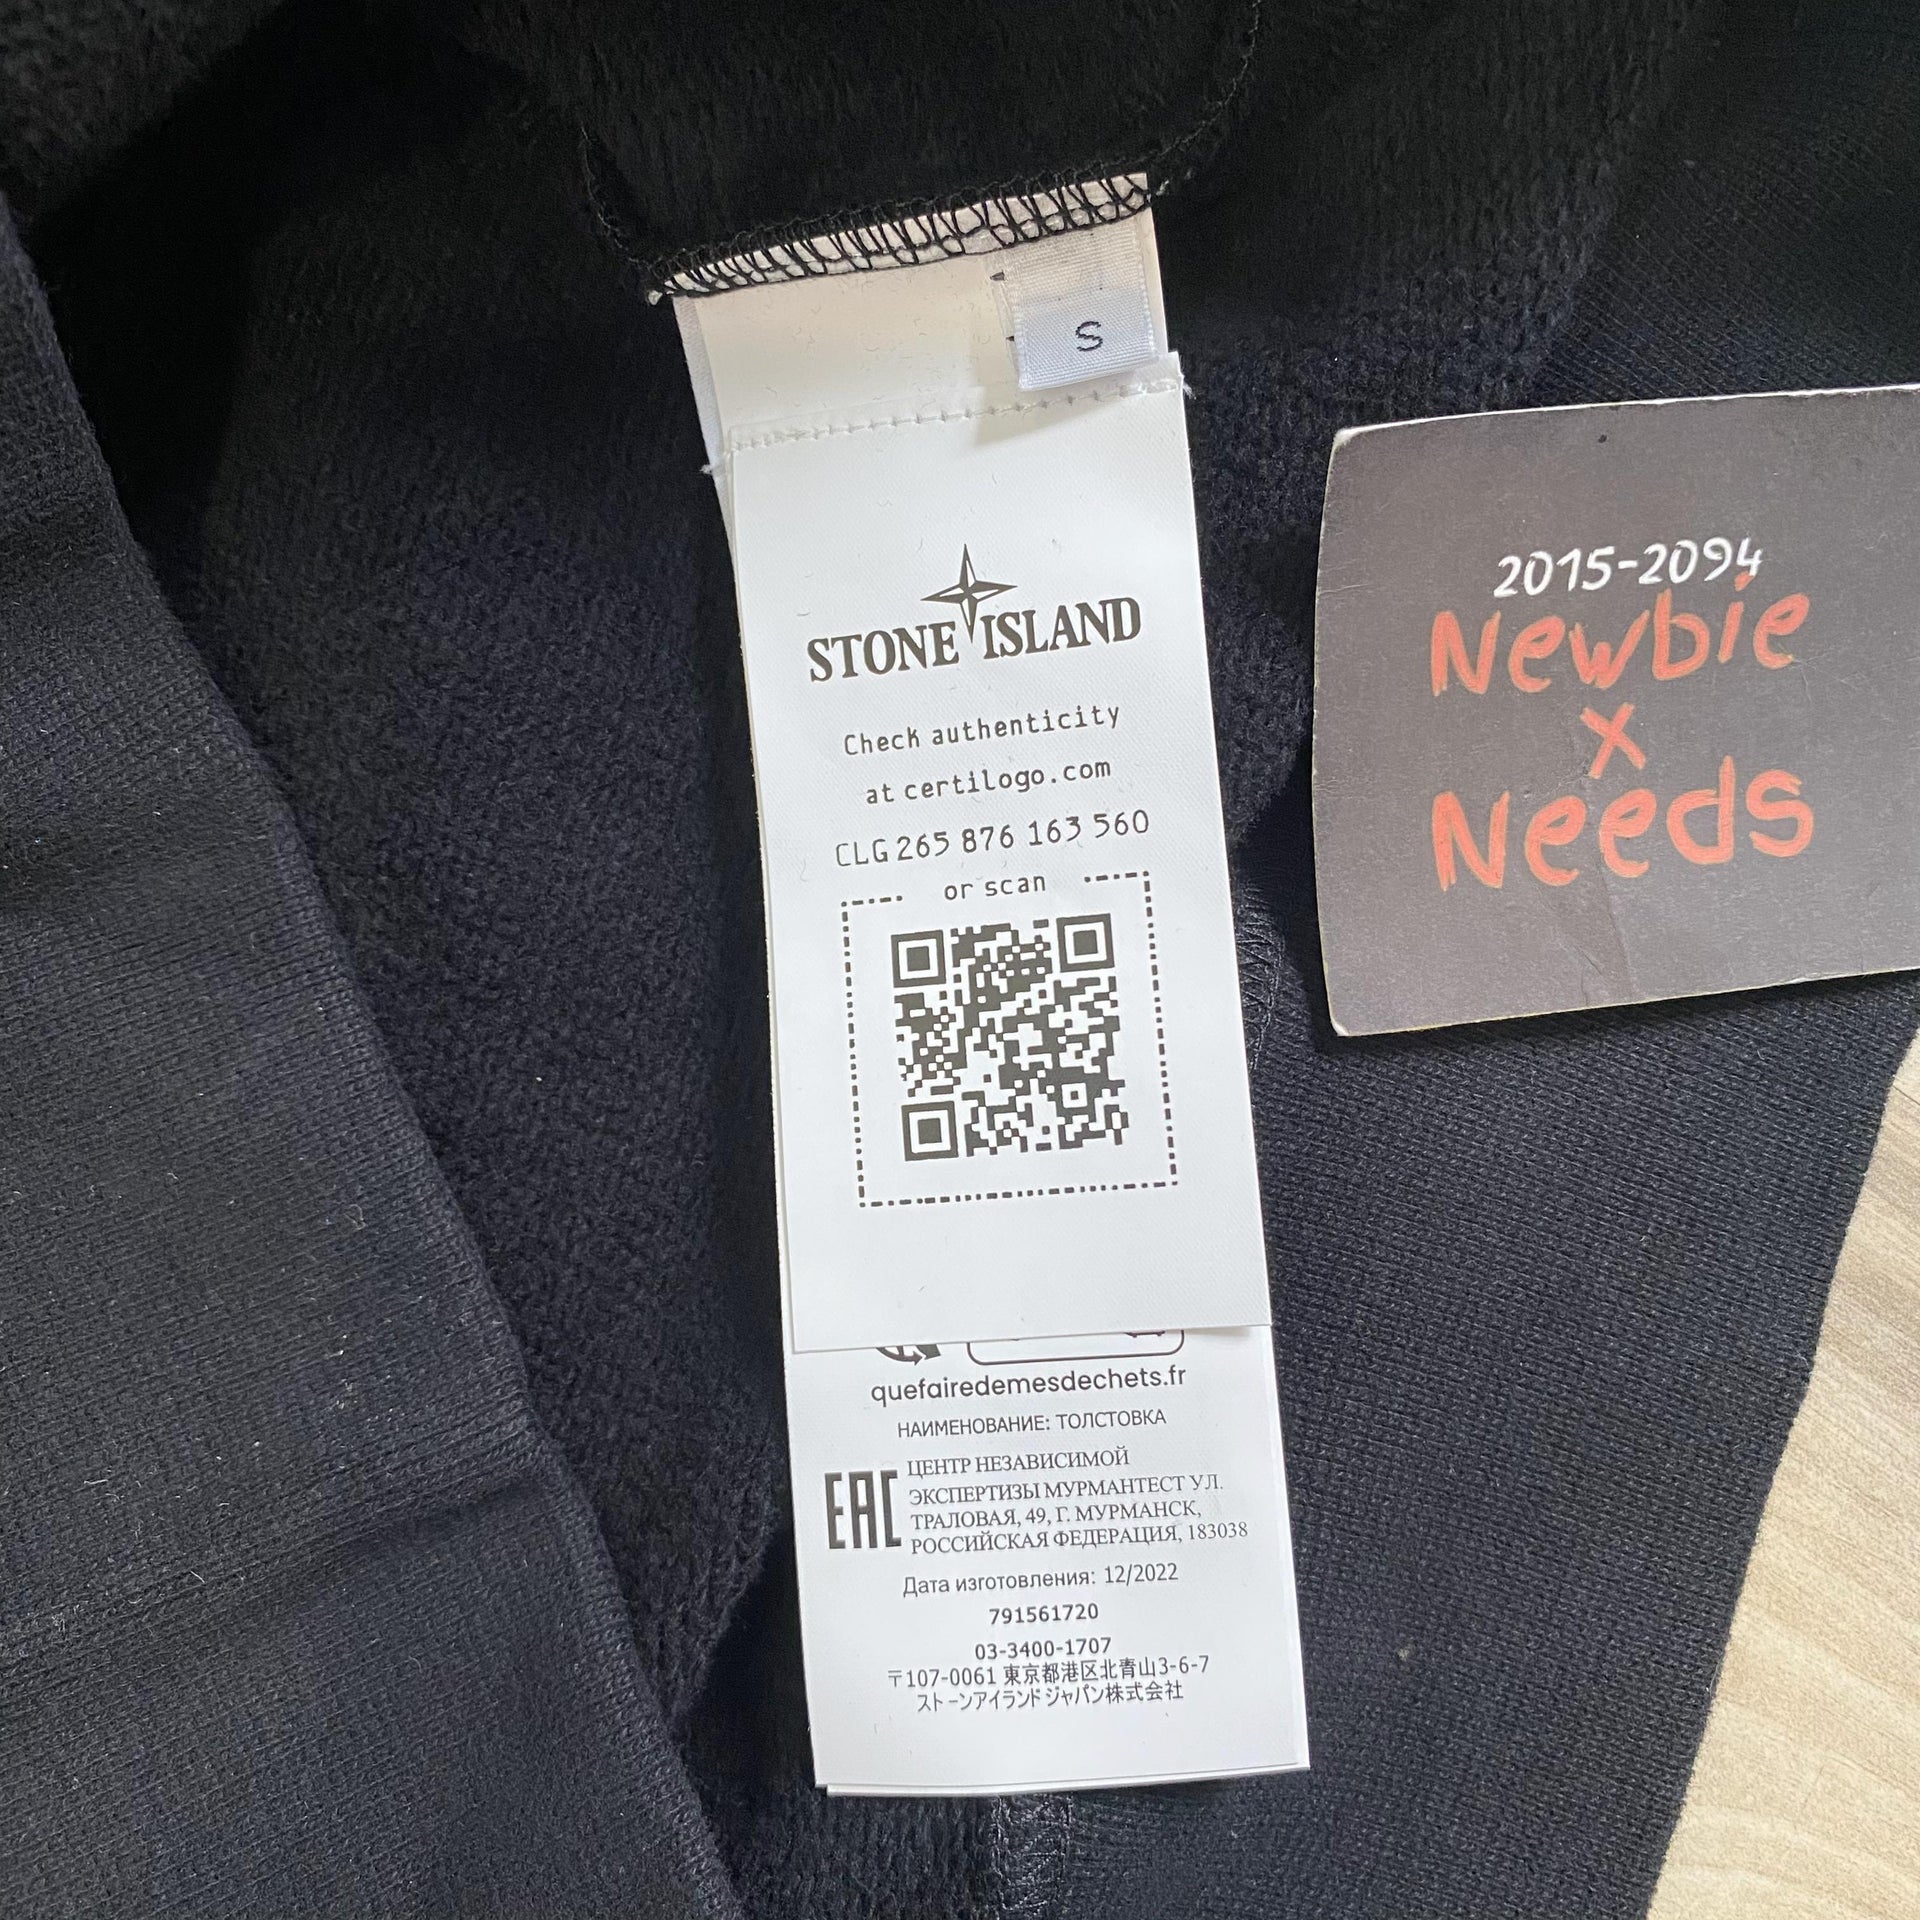 S
STONE ISLAND
Check authenticity
at certilogo.com
CLG 265 876 163 560
or scan
quefairedemesdechets.fr
НАИМЕНОВАНИЕ: ТОЛСТОВКА
EAC
ЦЕНТР НЕЗАВИСИМОЙ
ЭКСПЕРТИЗЫ МУРМАНТЕСТ УЛ.
ТРАЛОВАЯ, 49, Г. МУРМАНСК,
РОССИЙСКАЯ ФЕДЕРАЦИЯ, 183038
Дата изготовления: 12/2022
791561720
03-3400-1707
〒107-0061 東京都港区北青山3-6-7
ストーンアイランドジャパン株式会社
2015-2094
Newbie
x
Needs